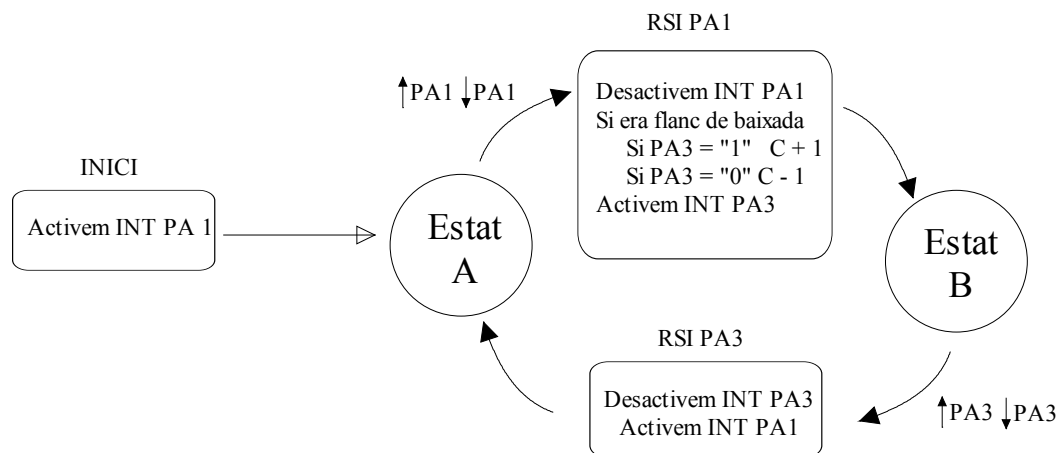 RSI PA1
↑PA1 ↓PA1
Desactivem INT PA1
Si era flanc de baixada
Si PA3 = "1" C + 1
Si PA3 = "0" C - 1
Activem INT PA3
INICI
Activem INT PA 1
Estat
A
Estat
B
RSI PA3
Desactivem INT PA3
Activem INT PA1
↑PA3 ↓PA3